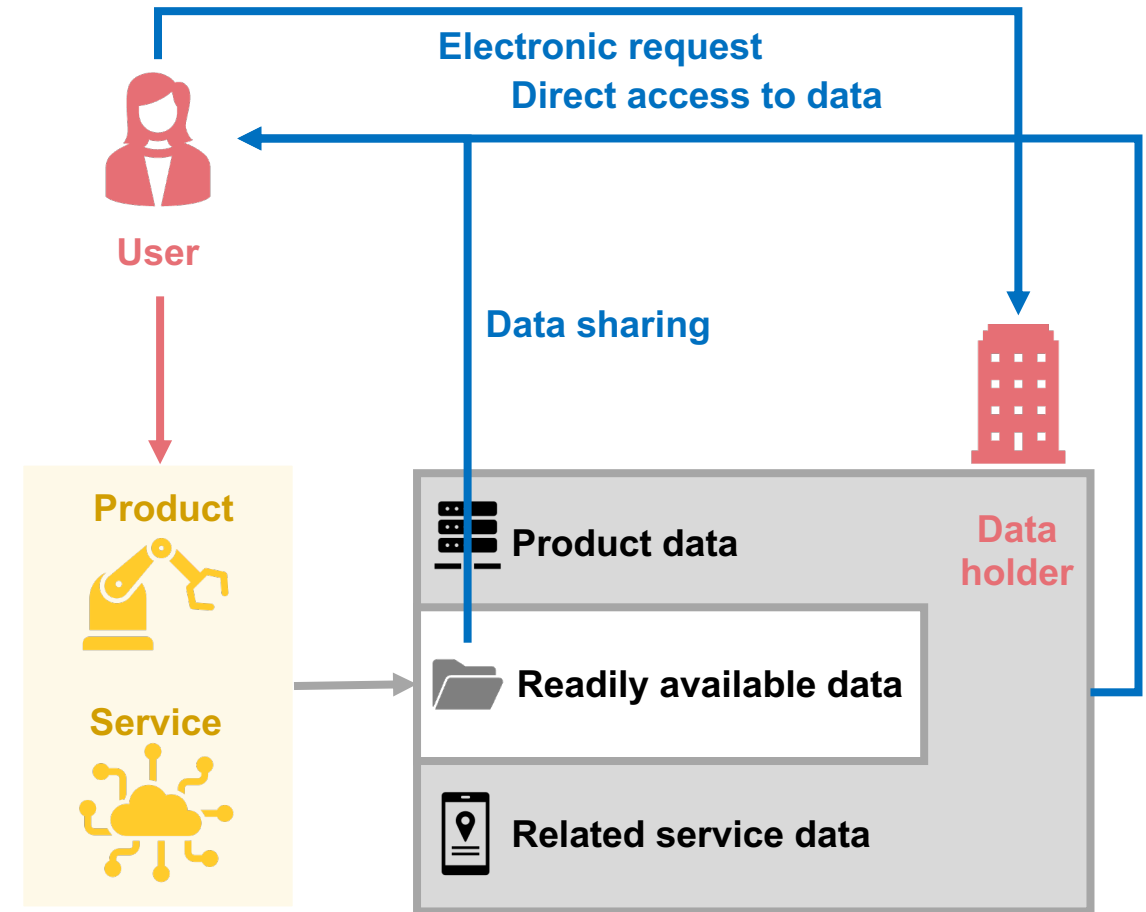 Electronic request
Direct access to data
User
Data sharing
Product
Service
Product data
Data
holder
Readily available data
Related service data